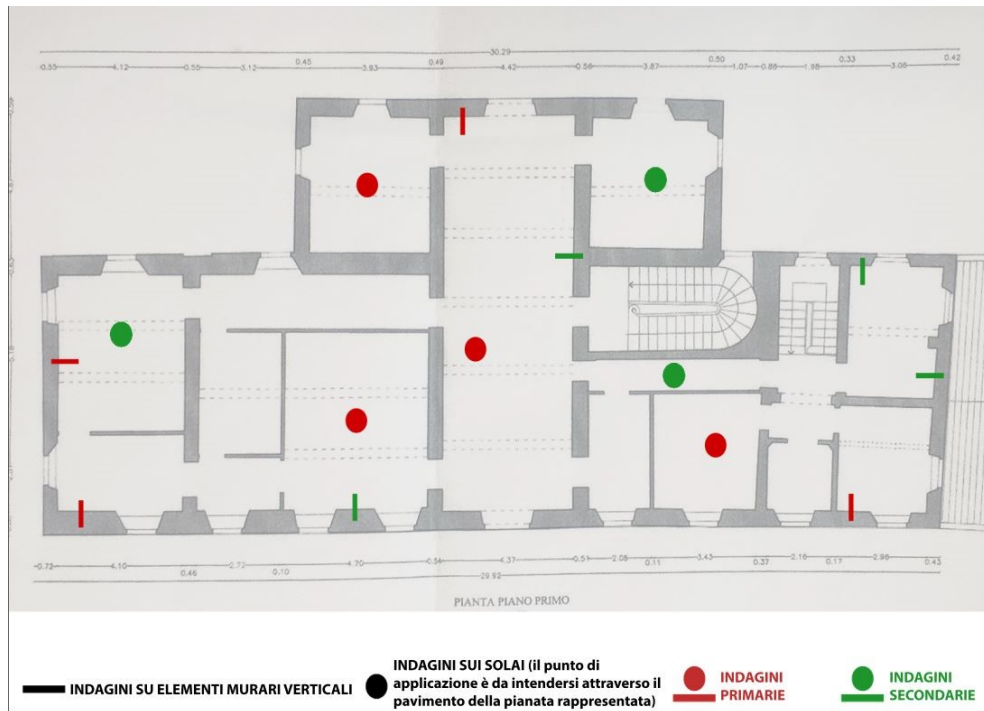 30.29
0.55 4.12 0.55 3.12 0.45 3.93 0.49 4.42 0.56 3.87 0.50 1.07 0.88 1.88 0.33 3.06 0.42
0.72 4.10 0.46 2.72 0.10 4.70 0.54 4.37 0.51 2.08 0.11 3.43 0.37 2.16 0.17 2.96 0.43
29.92
PIANTA PIANO PRIMO
INDAGINI SU ELEMENTI MURARI VERTICALI
INDAGINI SUI SOLAI (il punto di
applicazione è da intendersi attraverso il
pavimento della pianata rappresentata)
INDAGINI
PRIMARIE
INDAGINI
SECONDARIE